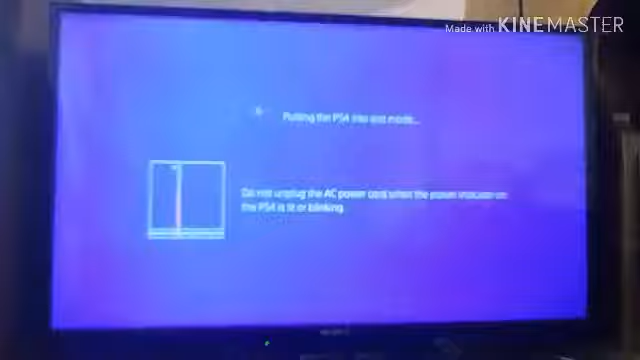 Made with KINEMASTER
Putting the PS4 into rest mode...
Do not unplug the AC power cord when the power indicator on
the PS4 is lit or blinking.